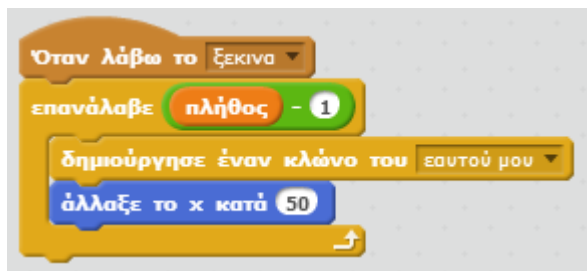 Όταν λάβω το ξεκινα
επανάλαβε πλήθος - 1
δημιούργησε έναν κλώνο του εαυτού μου
άλλαξε το x κατά 50